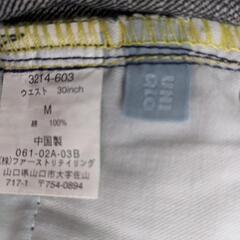 3214-603
ウエスト 30inch
M
綿 100%
中国製
061-02A-03B
(株)ファーストリテイリング
山口県山口市大字佐山
717-1 〒754-0894
UNI
QLO